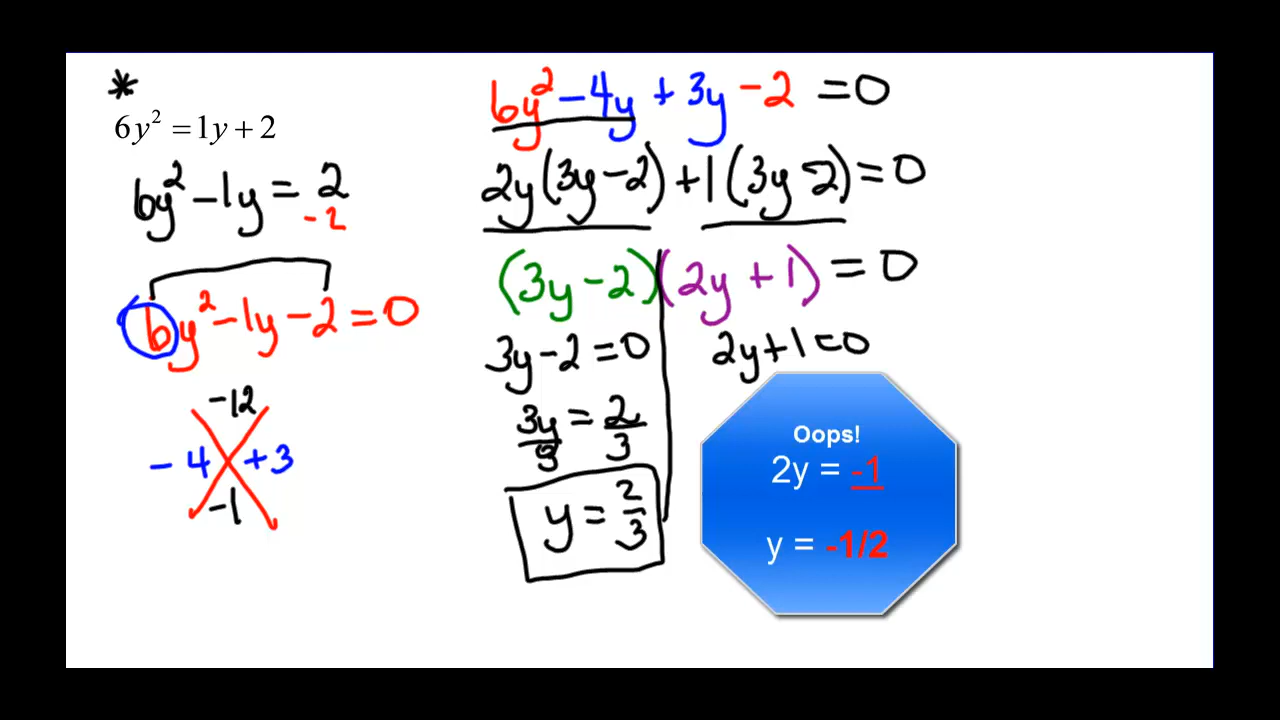 *
6y² = 1y + 2
6y² - 1y = 2
- 2
6y² - 1y - 2 = 0
-12
- 4 + 3
-1
6y² - 4y + 3y - 2 = 0
2y(3y - 2) + 1(3y - 2) = 0
(3y - 2)(2y + 1) = 0
3y - 2 = 0
3y/3 = 2/3
y = 2/3
2y + 1 = 0
Oops!
2y = -1
y = -1/2